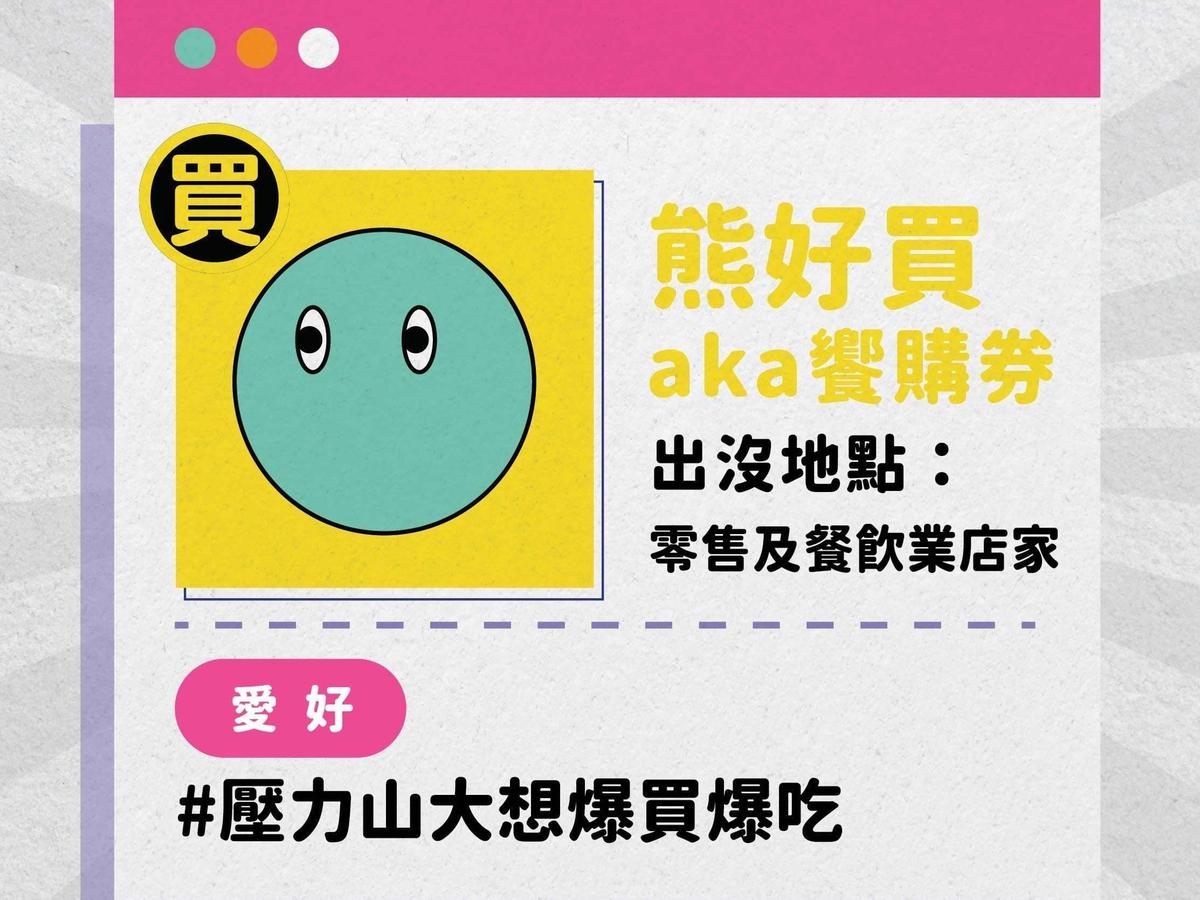 買
熊好買
aka饗購券
出沒地點：
零售及餐飲業店家
愛好
#壓力山大想爆買爆吃